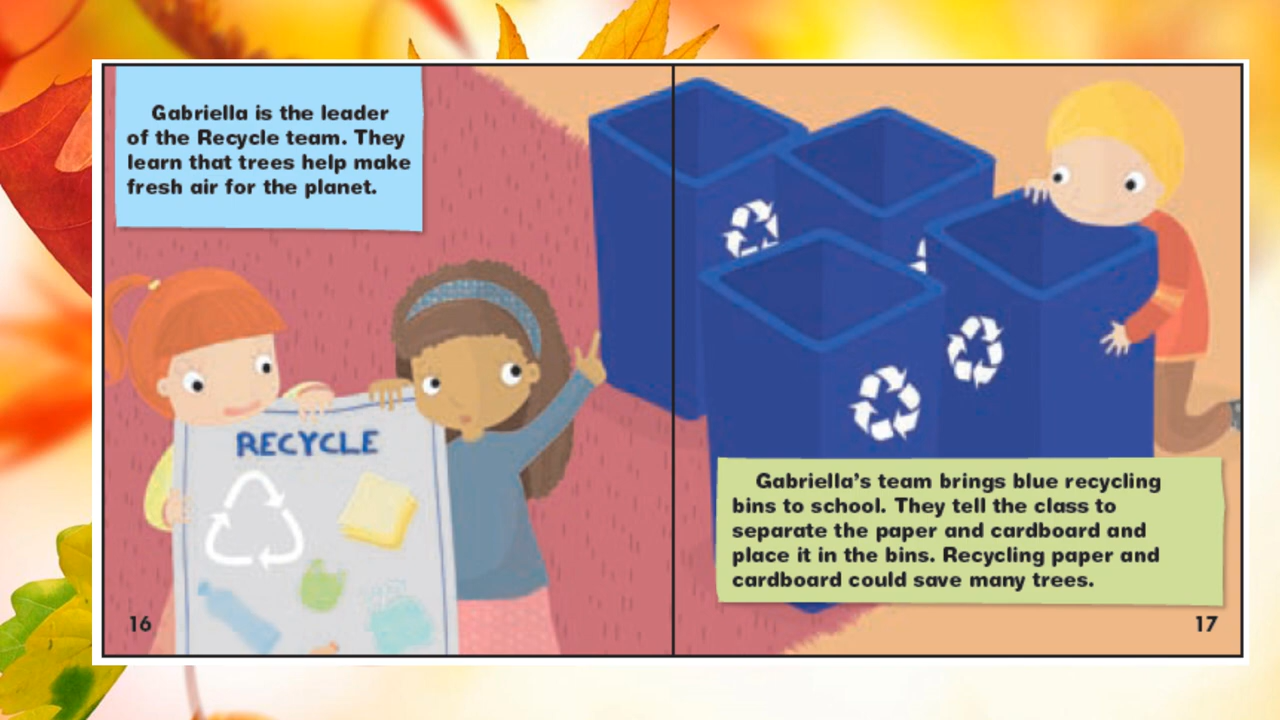 Gabriella is the leader
of the Recycle team. They
learn that trees help make
fresh air for the planet.
RECYCLE
16
Gabriella’s team brings blue recycling
bins to school. They tell the class to
separate the paper and cardboard and
place it in the bins. Recycling paper and
cardboard could save many trees.
17